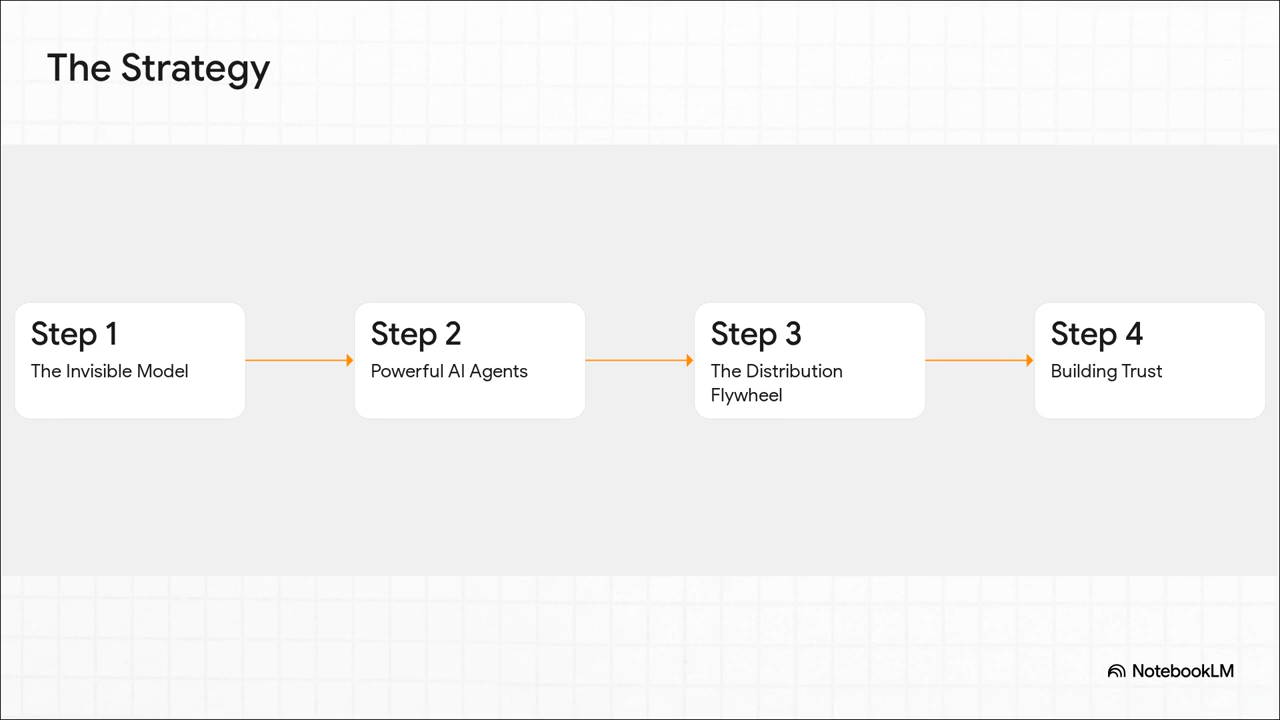 The Strategy
Step 1
The Invisible Model
Step 2
Powerful AI Agents
Step 3
The Distribution
Flywheel
Step 4
Building Trust
NotebookLM